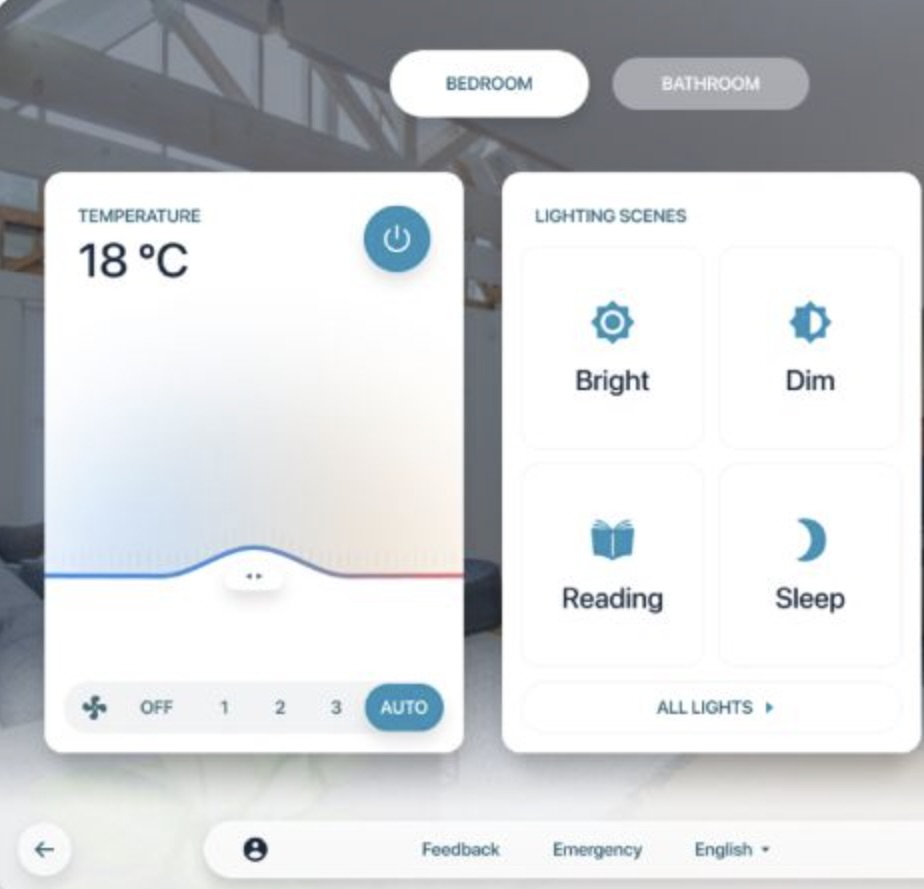 BEDROOM
BATHROOM
TEMPERATURE
18 °C
OFF 1 2 3 AUTO
LIGHTING SCENES
Bright
Dim
Reading
Sleep
ALL LIGHTS
Feedback
Emergency
English